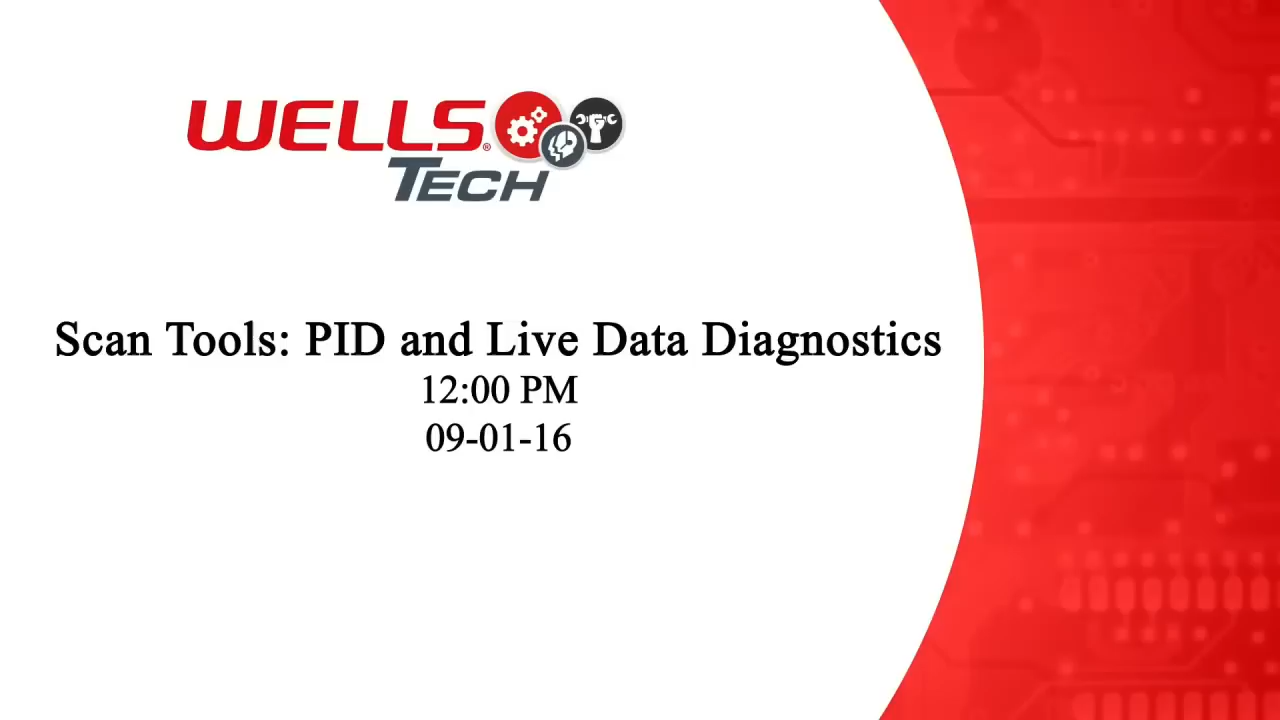 WELLS®
TECH
Scan Tools: PID and Live Data Diagnostics
12:00 PM
09-01-16